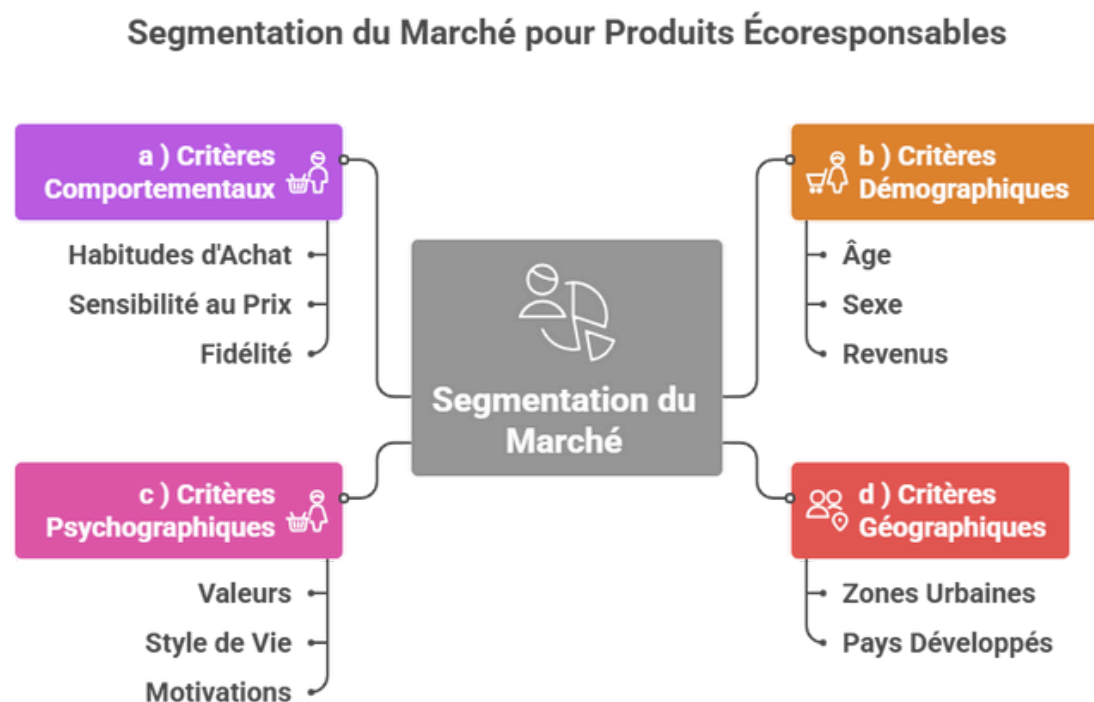 Segmentation du Marché pour Produits Écoresponsables
a ) Critères
Comportementaux
Habitudes d'Achat
Sensibilité au Prix
Fidélité
b ) Critères
Démographiques
Âge
Sexe
Revenus
Segmentation du
Marché
c ) Critères
Psychographiques
Valeurs
Style de Vie
Motivations
d ) Critères
Géographiques
Zones Urbaines
Pays Développés